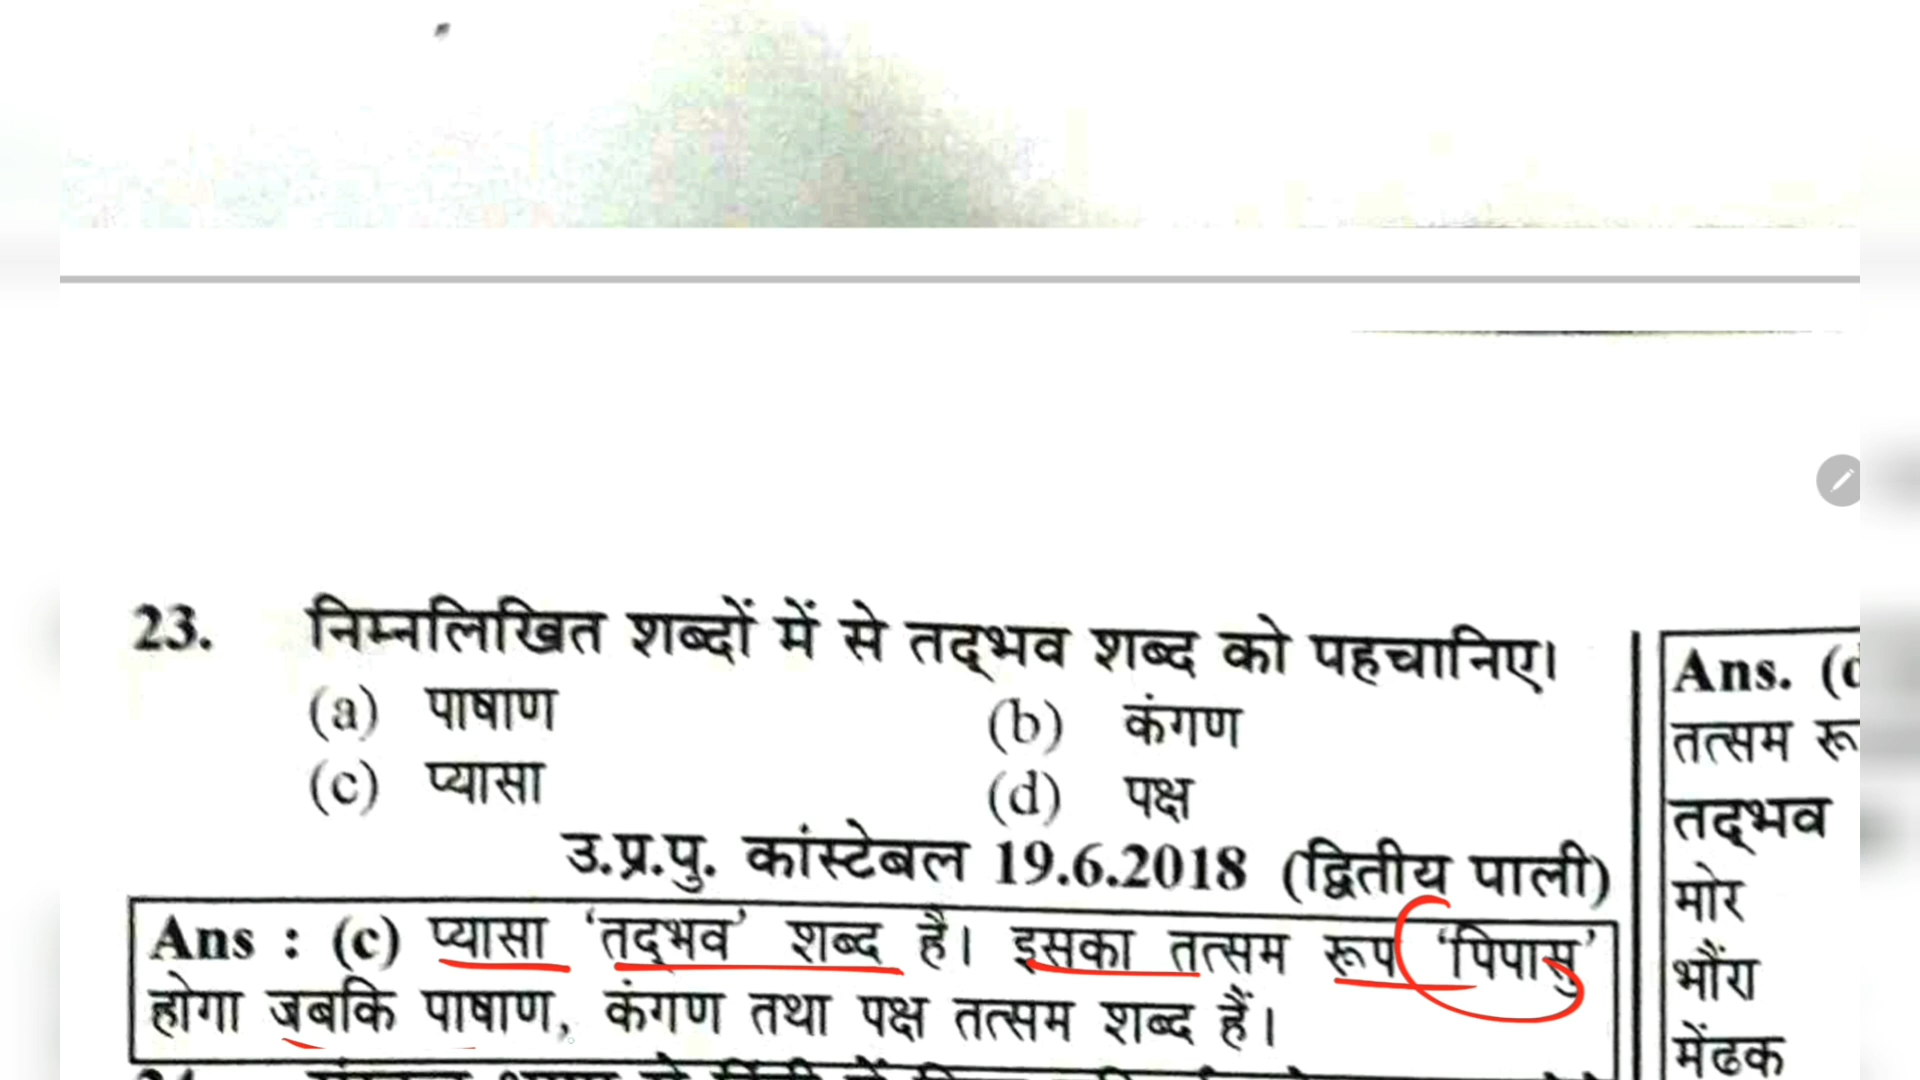 23. निम्नलिखित शब्दों में से तद्भव शब्द को पहचानिए।
(a) पाषाण (b) कंगण
(c) प्यासा (d) पक्ष
उ.प्र.पु. कांस्टेबल 19.6.2018 (द्वितीय पाली)
Ans : (c) प्यासा ‘तद्भव’ शब्द है। इसका तत्सम रूप ‘पिपासु’
होगा जबकि पाषाण, कंगण तथा पक्ष तत्सम शब्द हैं।
Ans. (d
तत्सम रू
तद्भव
मोर
भौंरा
मेंढक